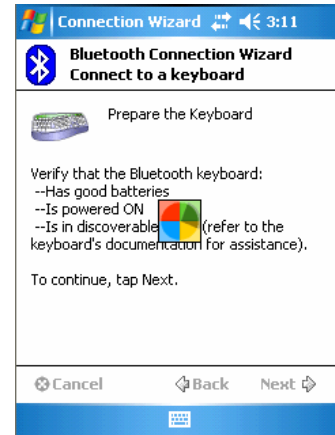 Connection Wizard 3:11
Bluetooth Connection Wizard
Connect to a keyboard
Prepare the Keyboard
Verify that the Bluetooth keyboard:
--Has good batteries
--Is powered ON
--Is in discoverable (refer to the
keyboard's documentation for assistance).
To continue, tap Next.
Cancel Back Next